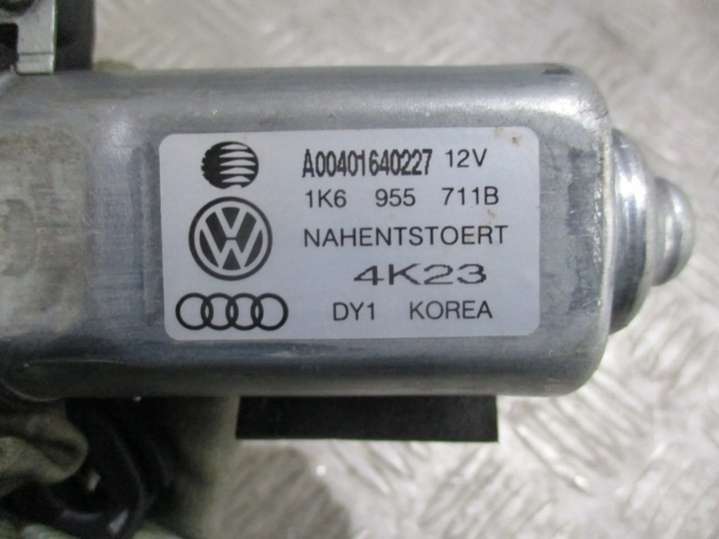 A00401640227 12V
1K6 955 711B
NAHENTSTOERT
4K23
DY1 KOREA